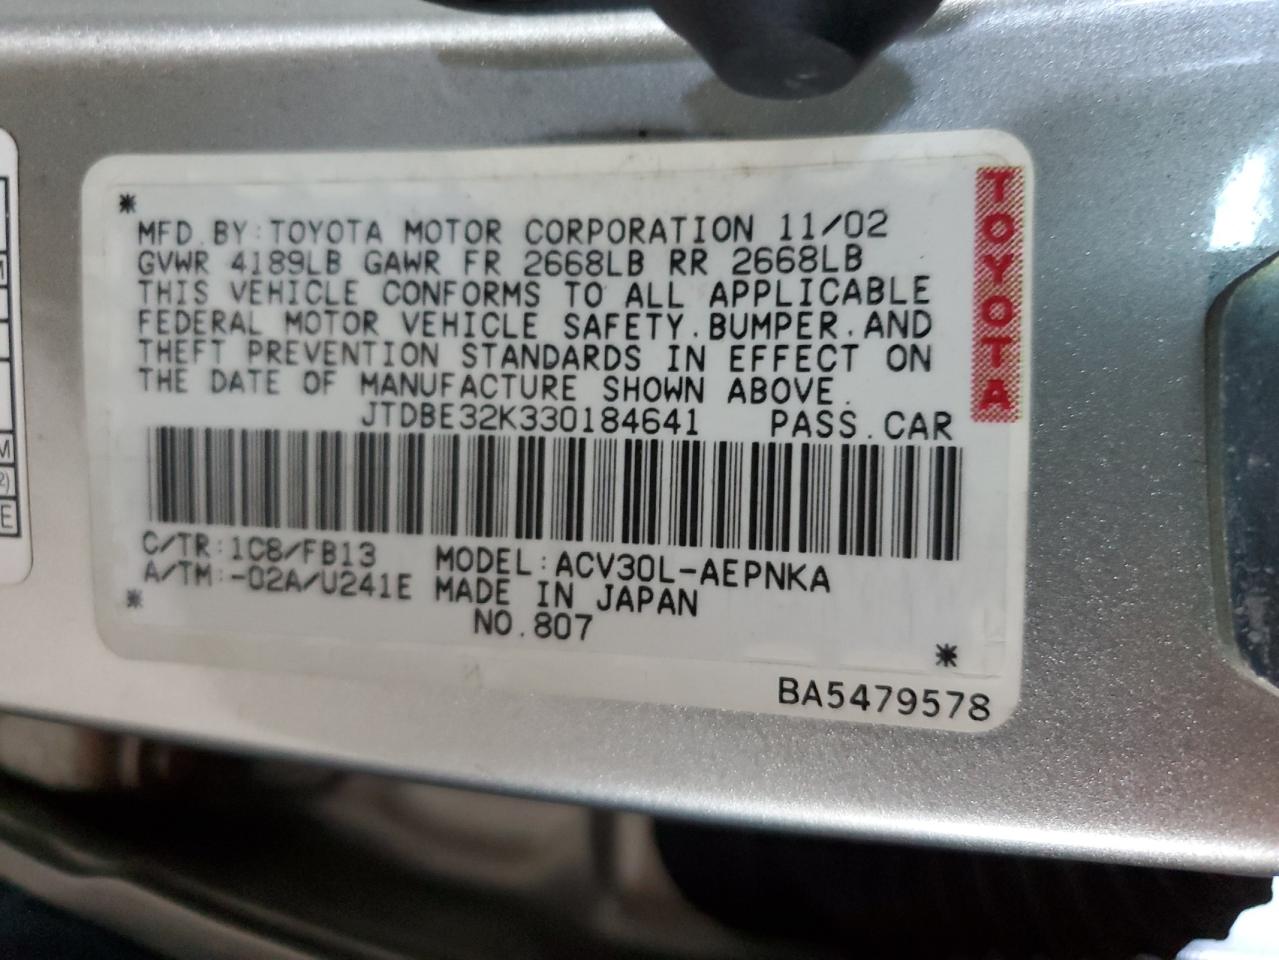 MFD. BY: TOYOTA MOTOR CORPORATION 11/02
GVWR 4189LB GAWR FR 2668LB RR 2668LB
THIS VEHICLE CONFORMS TO ALL APPLICABLE
FEDERAL MOTOR VEHICLE SAFETY. BUMPER. AND
THEFT PREVENTION STANDARDS IN EFFECT ON
THE DATE OF MANUFACTURE SHOWN ABOVE.
JTDBE32K330184641 PASS. CAR
C/TR: 1C8/FB13 MODEL: ACV30L-AEPNKA
A/TM: -02A/U241E MADE IN JAPAN
NO. 807
BA5479578
TOYOTA
M
2)
E